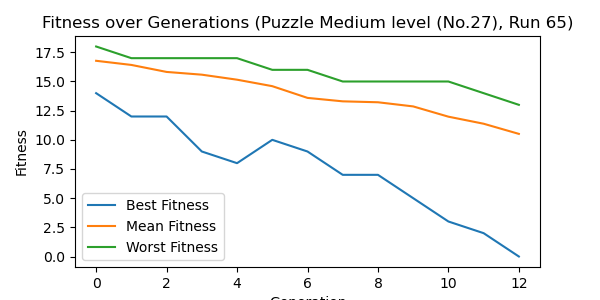 Fitness over Generations (Puzzle Medium level (No.27), Run 65)
17.5
15.0
12.5
10.0
7.5
5.0
2.5
0.0
Fitness
Best Fitness
Mean Fitness
Worst Fitness
0 2 4 6 8 10 12
Generation